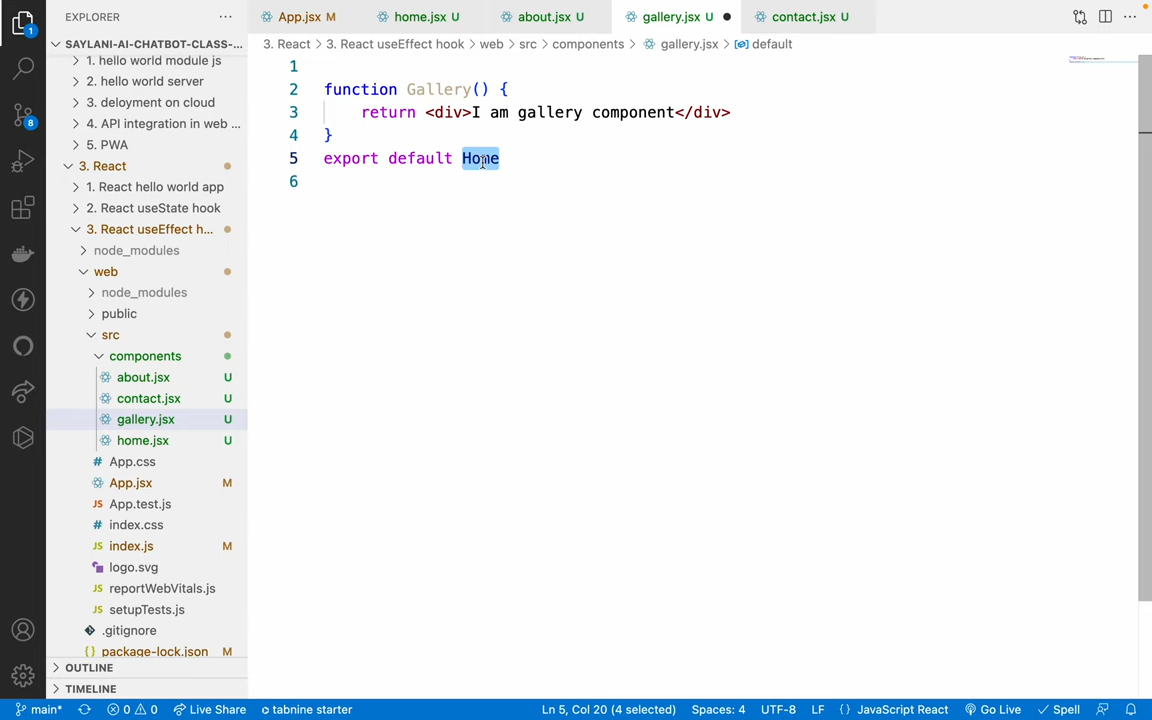 EXPLORER
App.jsx M
home.jsx U
about.jsx U
gallery.jsx U
contact.jsx U
SAYLANI-AI-CHATBOT-CLASS-...
3. React > 3. React useEffect hook > web > src > components > gallery.jsx > default
1. hello world module js
2. hello world server
3. deloyment on cloud
4. API integration in web ...
5. PWA
3. React
1. React hello world app
2. React useState hook
3. React useEffect h...
node_modules
web
node_modules
public
src
components
about.jsx U
contact.jsx U
gallery.jsx U
home.jsx U
App.css
App.jsx M
App.test.js
index.css
index.js M
logo.svg
reportWebVitals.js
setupTests.js
.gitignore
package-lock.json M
OUTLINE
TIMELINE
1
2 function Gallery() {
3 return <div>I am gallery component</div>
4 }
5 export default Home
6
1
8
main* 0 0 Live Share tabnine starter Ln 5, Col 20 (4 selected) Spaces: 4 UTF-8 LF {} JavaScript React Go Live Spell